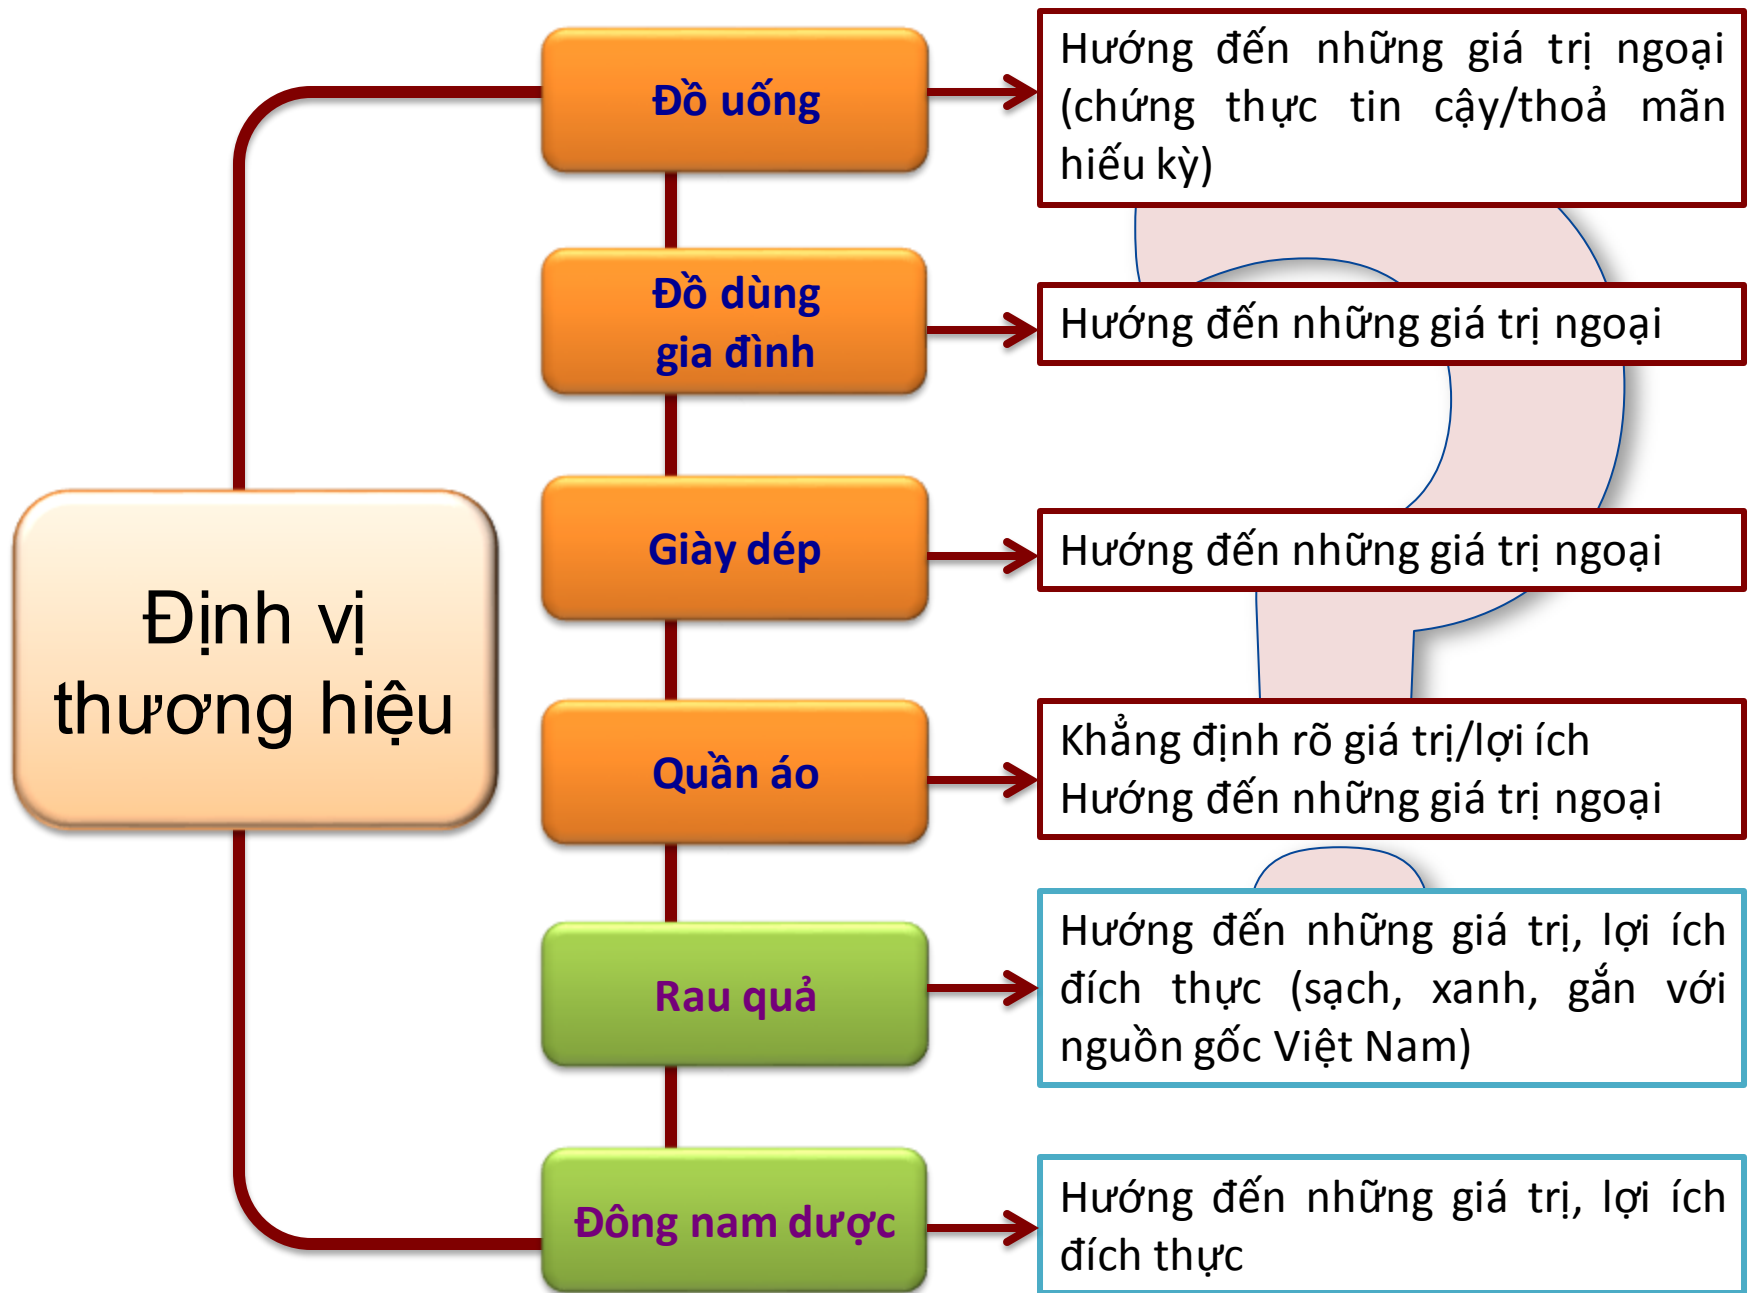 Định vị
thương hiệu
Đồ uống
Hướng đến những giá trị ngoại
(chứng thực tin cậy/thoả mãn
hiếu kỳ)
Đồ dùng
gia đình
Hướng đến những giá trị ngoại
Giày dép
Hướng đến những giá trị ngoại
Quần áo
Khẳng định rõ giá trị/lợi ích
Hướng đến những giá trị ngoại
Rau quả
Hướng đến những giá trị, lợi ích
đích thực (sạch, xanh, gắn với
nguồn gốc Việt Nam)
Đông nam dược
Hướng đến những giá trị, lợi ích
đích thực